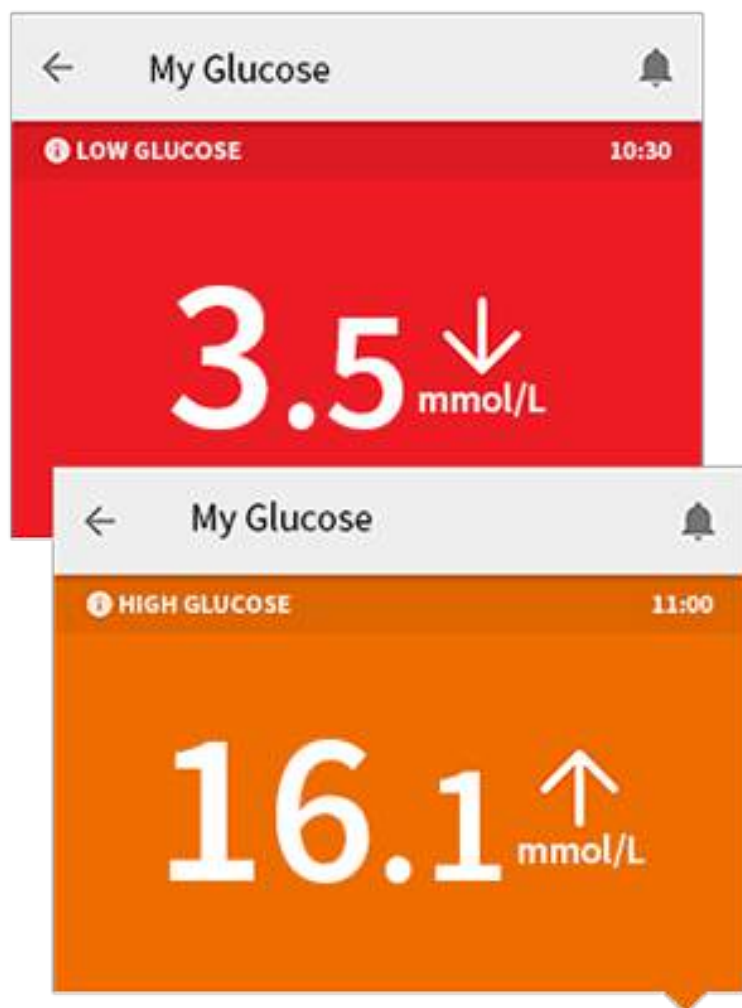 My Glucose
LOW GLUCOSE 10:30
3.5 mmol/L
My Glucose
HIGH GLUCOSE 11:00
16.1 mmol/L